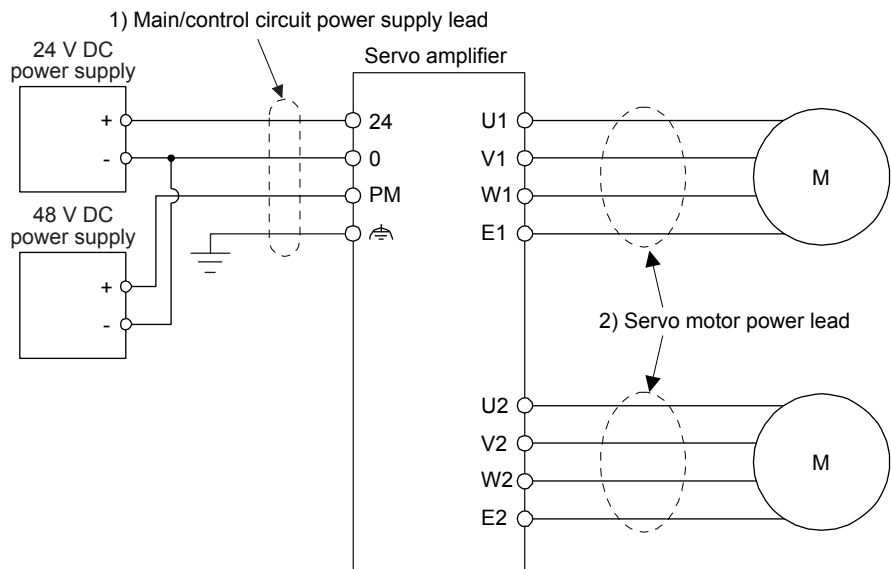 1) Main/control circuit power supply lead
24 V DC
power supply
+
-
48 V DC
power supply
+
-
Servo amplifier
24
0
PM
U1
V1
W1
E1
M
2) Servo motor power lead
U2
V2
W2
E2
M